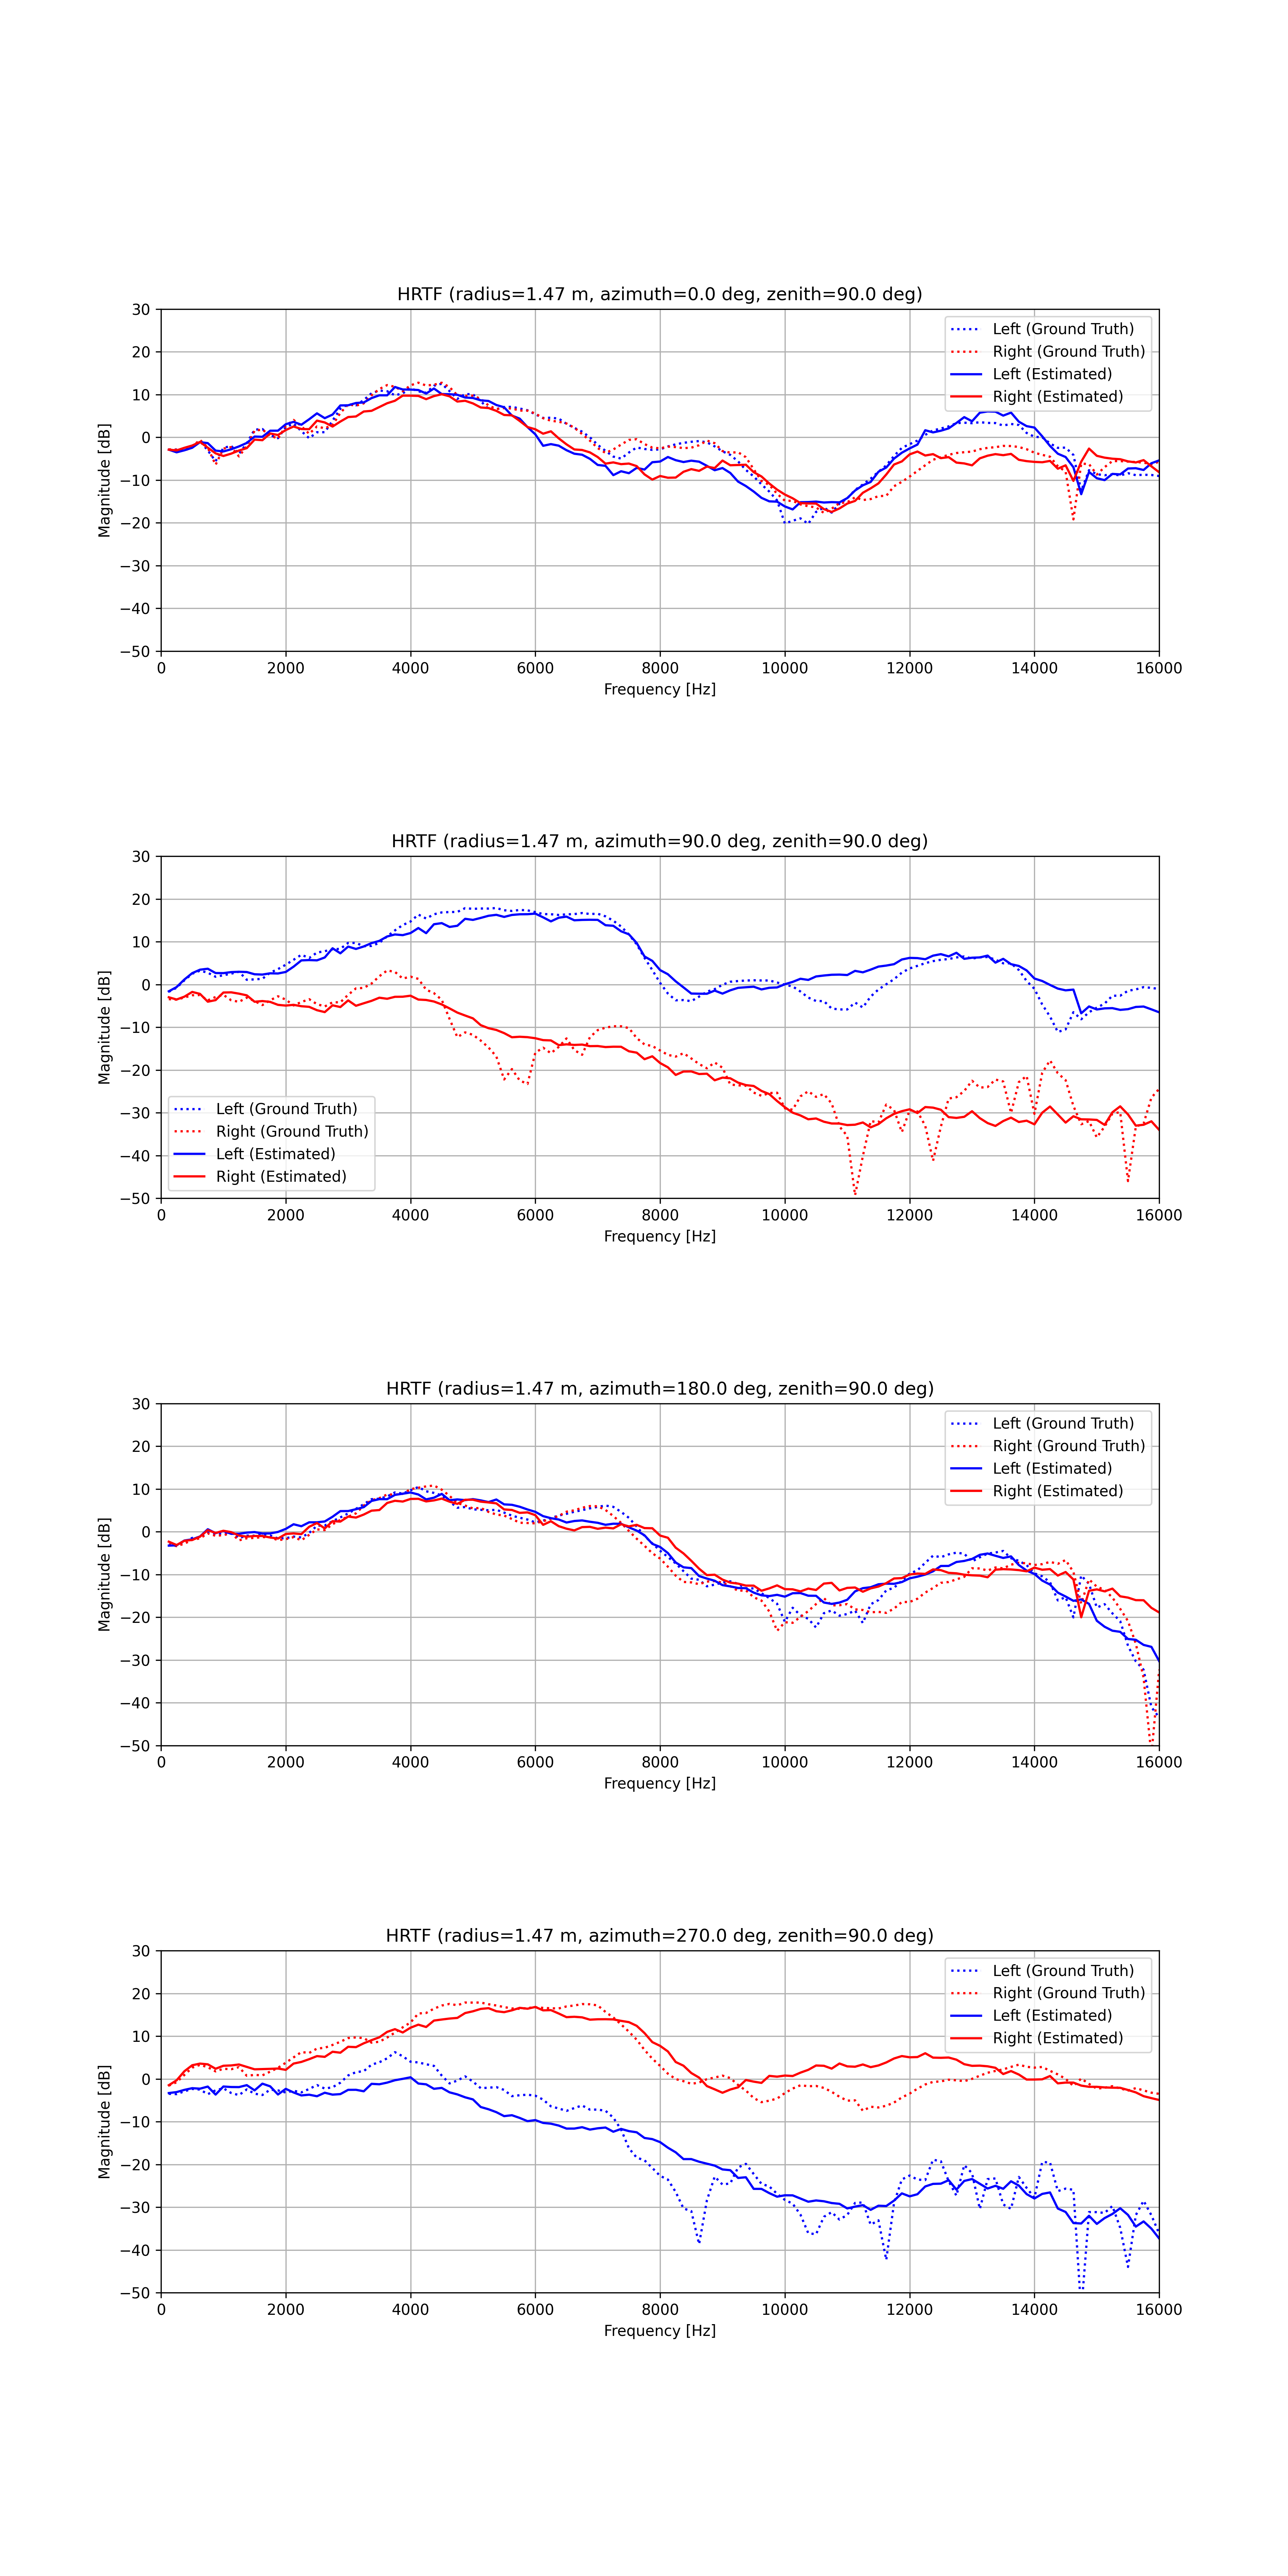 HRTF (radius=1.47 m, azimuth=0.0 deg, zenith=90.0 deg)
30
20
10
0
−10
−20
−30
−40
−50
Magnitude [dB]
Left (Ground Truth)
Right (Ground Truth)
Left (Estimated)
Right (Estimated)
0 2000 4000 6000 8000 10000 12000 14000 16000
Frequency [Hz]
HRTF (radius=1.47 m, azimuth=90.0 deg, zenith=90.0 deg)
30
20
10
0
−10
−20
−30
−40
−50
Magnitude [dB]
Left (Ground Truth)
Right (Ground Truth)
Left (Estimated)
Right (Estimated)
0 2000 4000 6000 8000 10000 12000 14000 16000
Frequency [Hz]
HRTF (radius=1.47 m, azimuth=180.0 deg, zenith=90.0 deg)
30
20
10
0
−10
−20
−30
−40
−50
Magnitude [dB]
Left (Ground Truth)
Right (Ground Truth)
Left (Estimated)
Right (Estimated)
0 2000 4000 6000 8000 10000 12000 14000 16000
Frequency [Hz]
HRTF (radius=1.47 m, azimuth=270.0 deg, zenith=90.0 deg)
30
20
10
0
−10
−20
−30
−40
−50
Magnitude [dB]
Left (Ground Truth)
Right (Ground Truth)
Left (Estimated)
Right (Estimated)
0 2000 4000 6000 8000 10000 12000 14000 16000
Frequency [Hz]